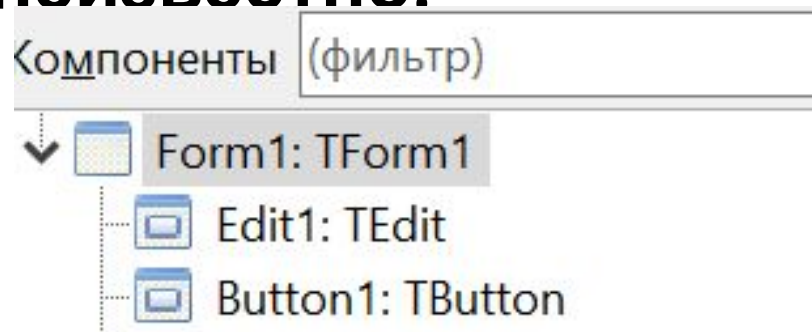 Компоненты (фильтр)
Form1: TForm1
Edit1: TEdit
Button1: TButton